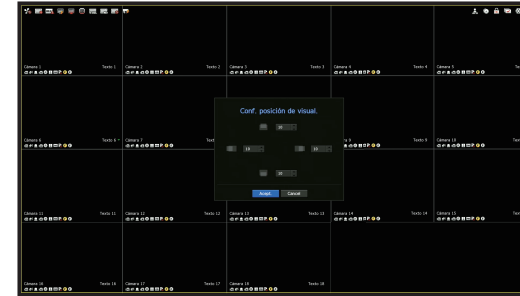 Cámara 1 Texto 1 Cámara 2 Texto 2 Cámara 3 Texto 3 Cámara 4 Texto 4 Cámara 5
Conf. posición de visual.
Cámara 6 Texto 6 Cámara 7 Texto 9 Cámara 10
Acept. Cancel
Cámara 11 Texto 11 Cámara 12 Texto 12 Cámara 13 Texto 13 Cámara 14 Texto 14 Cámara 15
Cámara 16 Texto 16 Cámara 17 Texto 17 Cámara 18 Texto 18